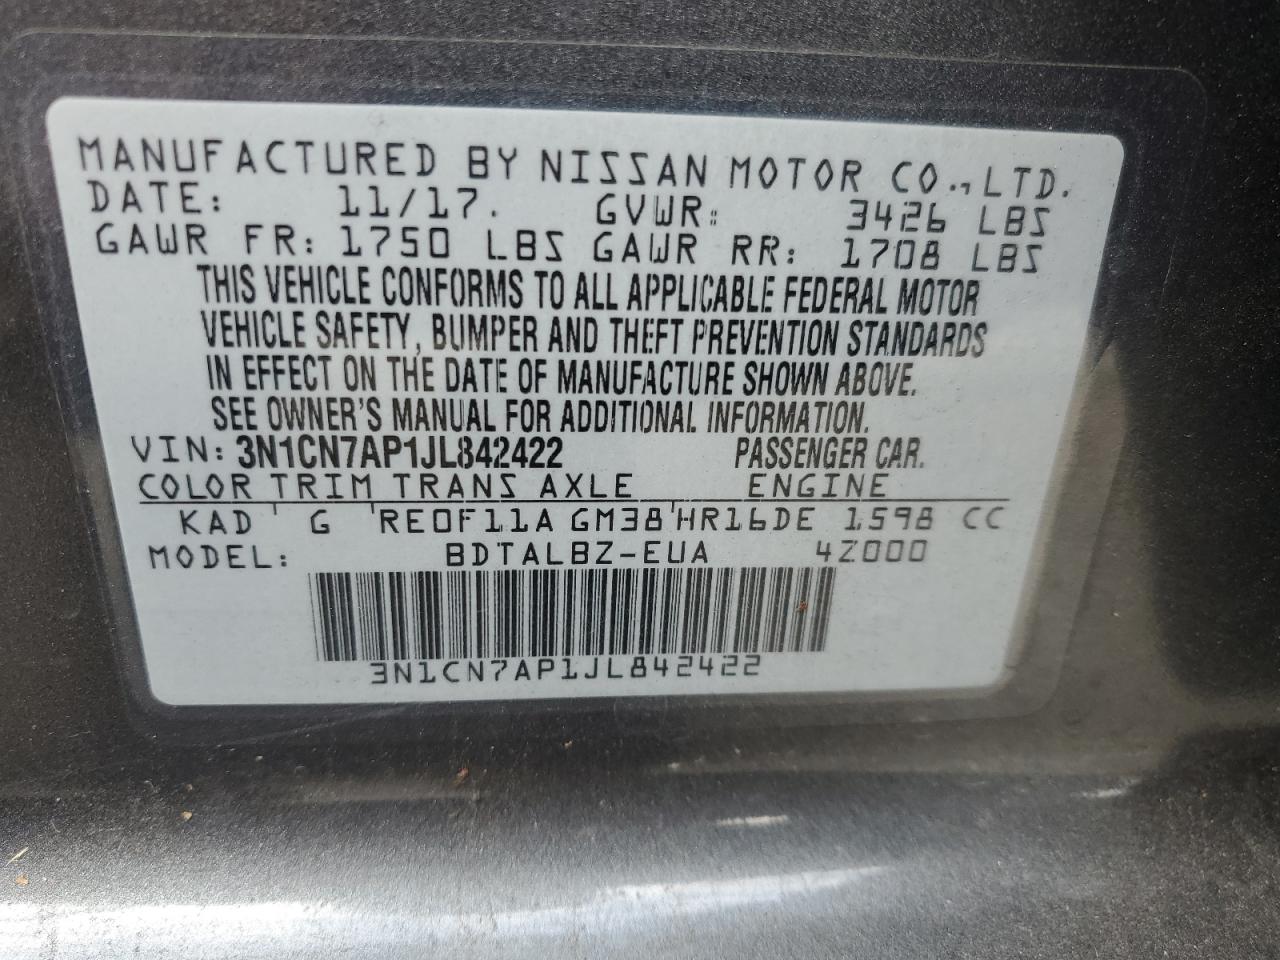 MANUFACTURED BY NISSAN MOTOR CO., LTD.
DATE: 11/17. GVWR: 3426 LBS
GAWR FR: 1750 LBS GAWR RR: 1708 LBS
THIS VEHICLE CONFORMS TO ALL APPLICABLE FEDERAL MOTOR
VEHICLE SAFETY, BUMPER AND THEFT PREVENTION STANDARDS
IN EFFECT ON THE DATE OF MANUFACTURE SHOWN ABOVE.
SEE OWNER'S MANUAL FOR ADDITIONAL INFORMATION.
VIN: 3N1CN7AP1JL842422 PASSENGER CAR.
COLOR TRIM TRANS AXLE ENGINE
KAD G RE0F11A GM38 HR16DE 1598 CC
MODEL: BDTALBZ-EUA 4Z000
3N1CN7AP1JL842422